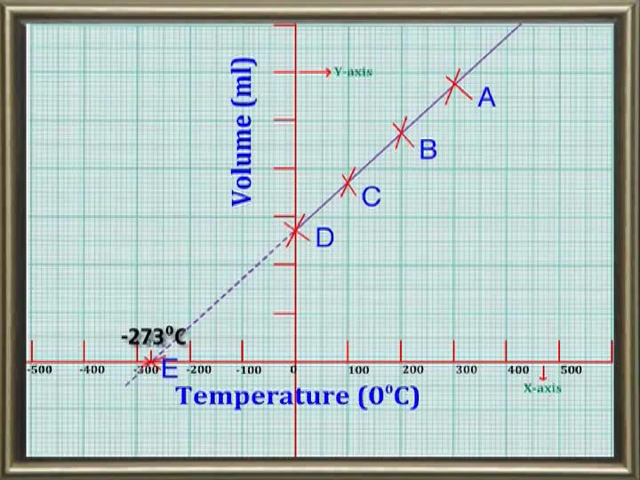 Volume (ml)
Y-axis
A
B
C
D
-273⁰C
E
-500 -400 -300 -200 -100 0 100 200 300 400 500
Temperature (0⁰C)
X-axis